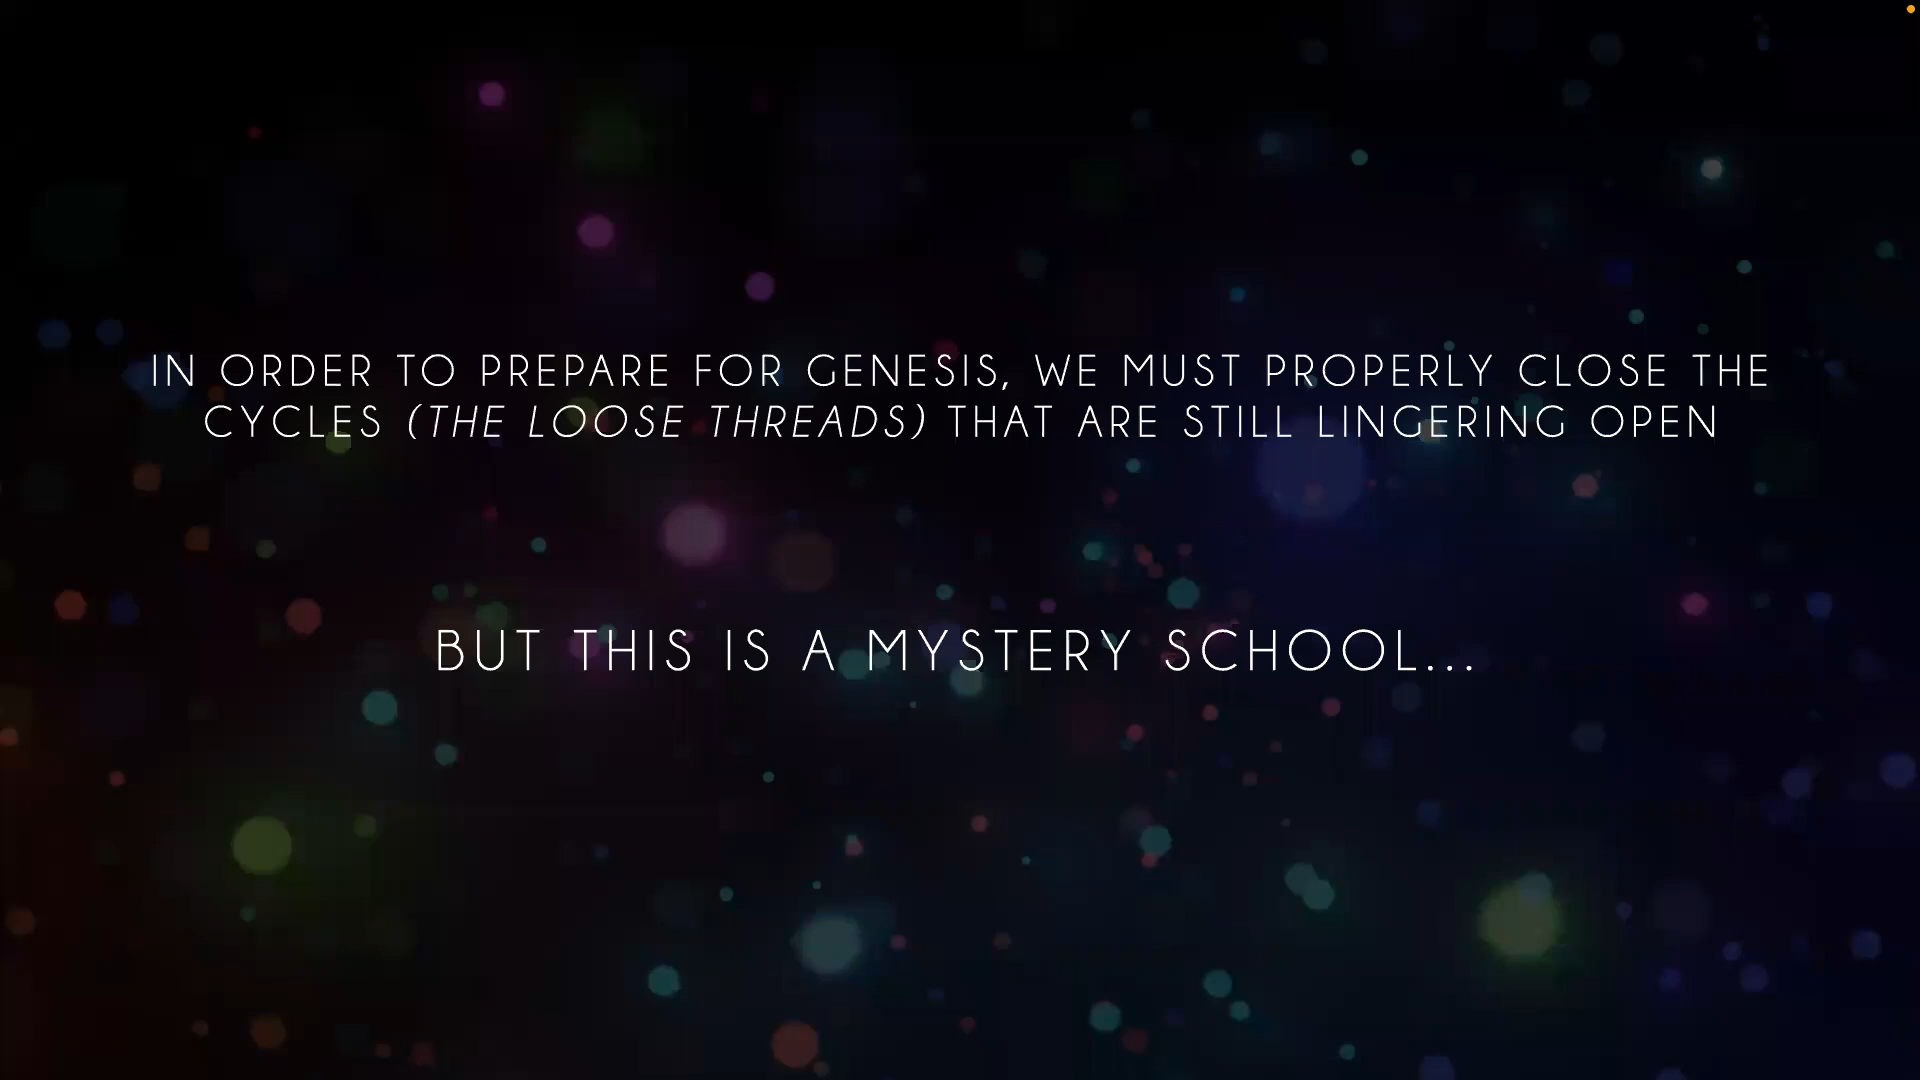 IN ORDER TO PREPARE FOR GENESIS, WE MUST PROPERLY CLOSE THE
CYCLES (THE LOOSE THREADS) THAT ARE STILL LINGERING OPEN
BUT THIS IS A MYSTERY SCHOOL...